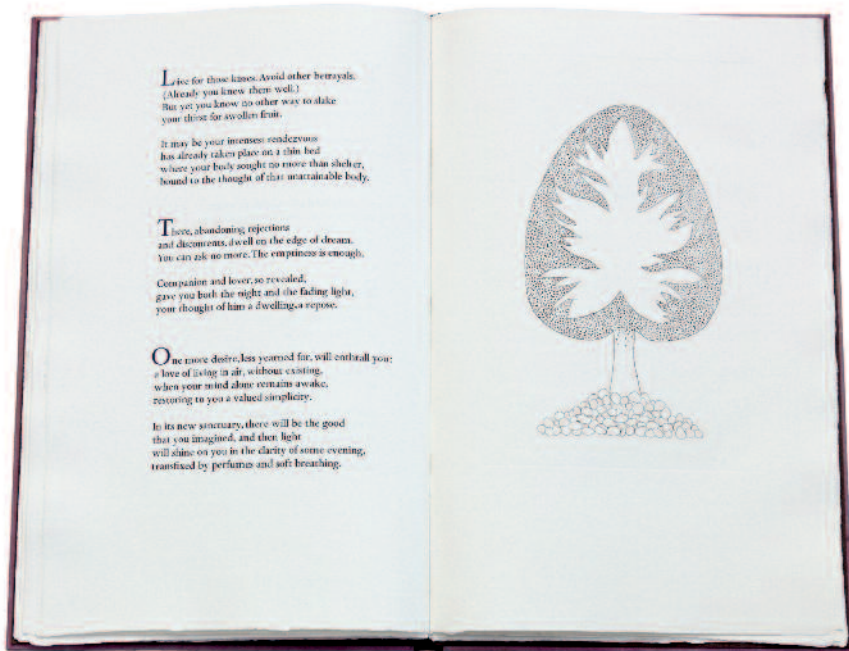 Live for those kisses. Avoid other betrayals.
(Already you knew them well.)
But yet you know no other way to slake
your thirst for swollen fruit.
It may be your intensest rendezvous
has already taken place on a thin bed
where your body sought no more than shelter,
bound to the thought of that unattainable body.
There, abandoning rejections
and discontents, dwell on the edge of dream.
You can ask no more. The emptiness is enough.
Companion and lover, so revealed,
gave you both the night and the fading light,
your thought of him a dwelling, a repose.
One more desire, less yearned for, will enthrall you:
a love of living in air, without existing,
when your mind alone remains awake,
restoring to you a valued simplicity.
In its new sanctuary, there will be the good
that you imagined, and then light
will shine on you in the clarity of some evening,
transfixed by perfumes and soft breathing.